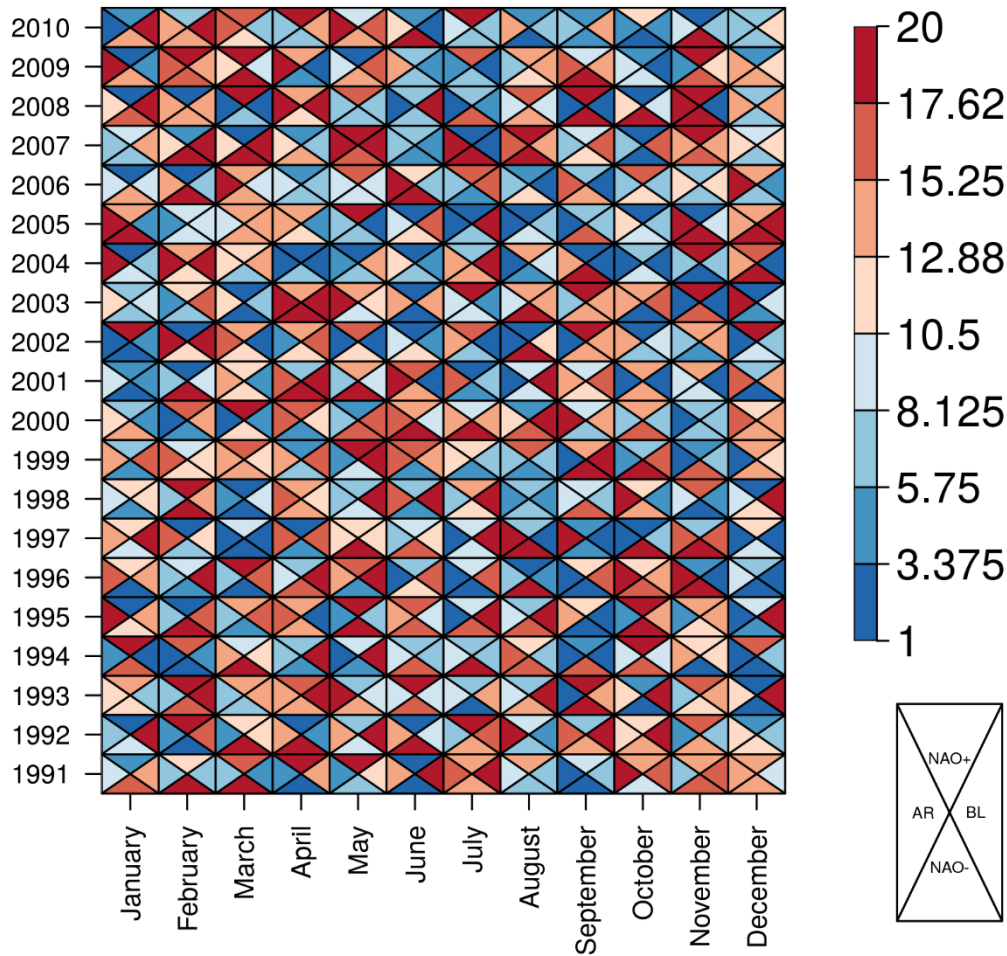 2010
2009
2008
2007
2006
2005
2004
2003
2002
2001
2000
1999
1998
1997
1996
1995
1994
1993
1992
1991
January
February
March
April
May
June
July
August
September
October
November
December
20
17.62
15.25
12.88
10.5
8.125
5.75
3.375
1
NAO+
AR BL
NAO-